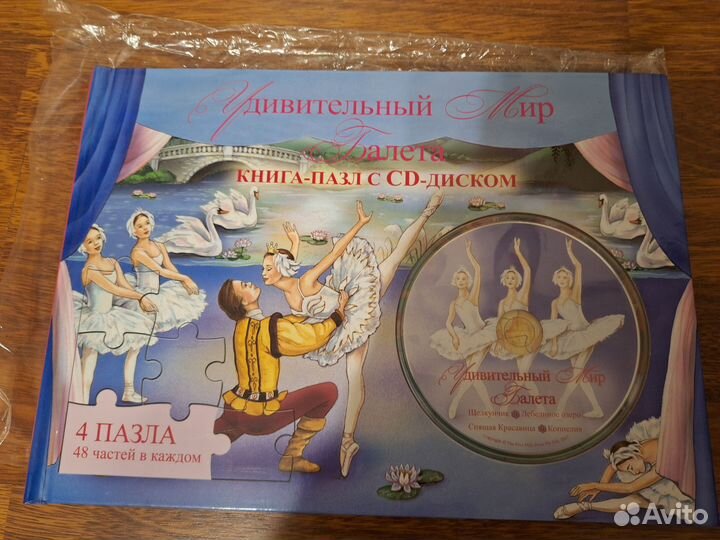 Удивительный Мир
Балета
КНИГА-ПАЗЛ С CD-ДИСКОМ
Удивительный Мир
Балета
Щелкунчик Лебединое озеро
Спящая Красавица Коппелия
4 ПАЗЛА
48 частей в каждом
Avito